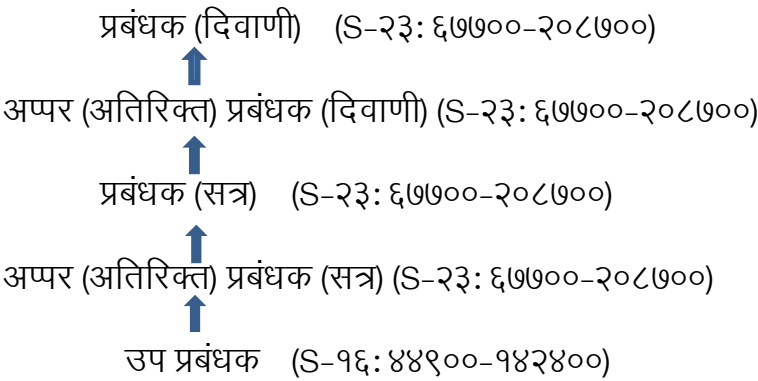 प्रबंधक (दिवाणी) (S-२३: ६७७००-२०८७००)
अप्पर (अतिरिक्त) प्रबंधक (दिवाणी) (S-२३: ६७७००-२०८७००)
प्रबंधक (सत्र) (S-२३: ६७७००-२०८७००)
अप्पर (अतिरिक्त) प्रबंधक (सत्र) (S-२३: ६७७००-२०८७००)
उप प्रबंधक (S-१६: ४४९००-१४२४००)